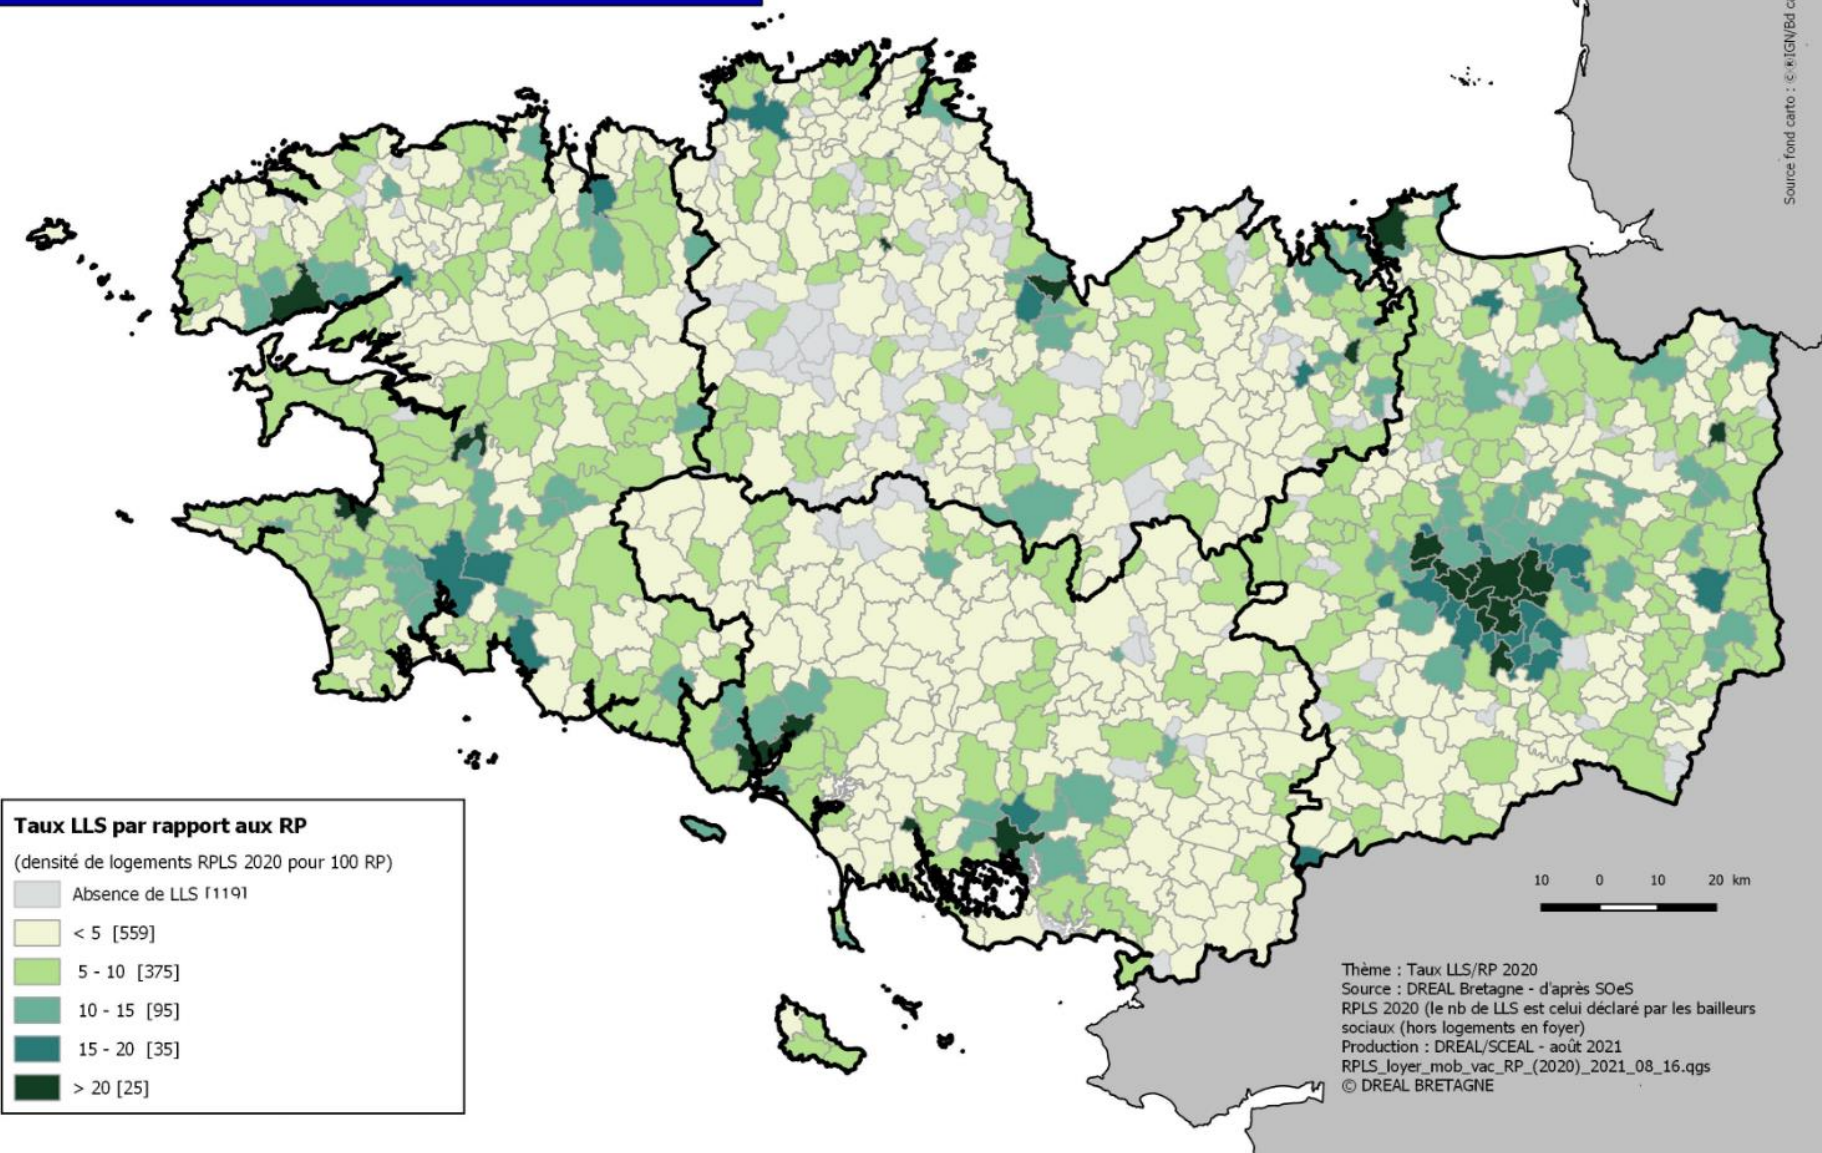 Source fond carto : © IGN/Bd ca
Taux LLS par rapport aux RP
(densité de logements RPLS 2020 pour 100 RP)
Absence de LLS [119]
< 5 [559]
5 - 10 [375]
10 - 15 [95]
15 - 20 [35]
> 20 [25]
10 0 10 20 km
Thème : Taux LLS/RP 2020
Source : DREAL Bretagne - d'après SOeS
RPLS 2020 (le nb de LLS est celui déclaré par les bailleurs
sociaux (hors logements en foyer)
Production : DREAL/SCEAL - août 2021
RPLS_loyer_mob_vac_RP_(2020)_2021_08_16.qgs
© DREAL BRETAGNE